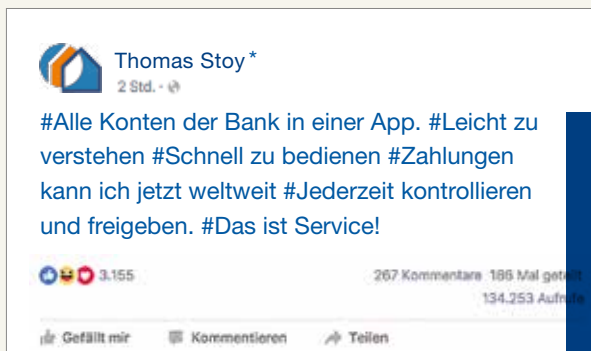 Thomas Stoy*
2 Std. ·
#Alle Konten der Bank in einer App. #Leicht zu
verstehen #Schnell zu bedienen #Zahlungen
kann ich jetzt weltweit #Jederzeit kontrollieren
und freigeben. #Das ist Service!
3.155 267 Kommentare 186 Mal geteilt
134.253 Aufrufe
Gefällt mir Kommentieren Teilen